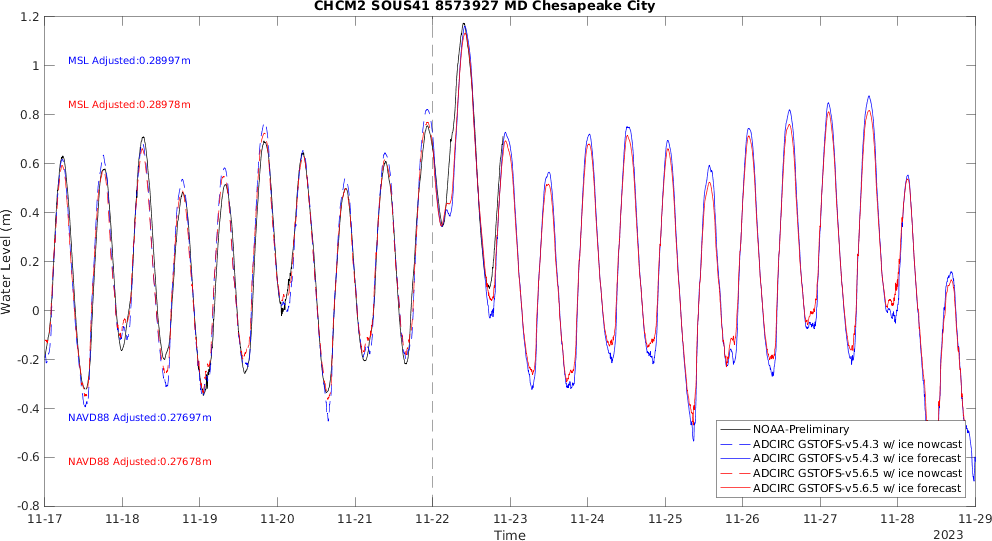 CHCM2 SOUS41 8573927 MD Chesapeake City
1.2
1
0.8
0.6
0.4
0.2
0
-0.2
-0.4
-0.6
-0.8
Water Level (m)
MSL Adjusted:0.28997m
MSL Adjusted:0.28978m
NAVD88 Adjusted:0.27697m
NAVD88 Adjusted:0.27678m
NOAA-Preliminary
ADCIRC GSTOFS-v5.4.3 w/ ice nowcast
ADCIRC GSTOFS-v5.4.3 w/ ice forecast
ADCIRC GSTOFS-v5.6.5 w/ ice nowcast
ADCIRC GSTOFS-v5.6.5 w/ ice forecast
11-17 11-18 11-19 11-20 11-21 11-22 11-23 11-24 11-25 11-26 11-27 11-28 11-29
Time
2023